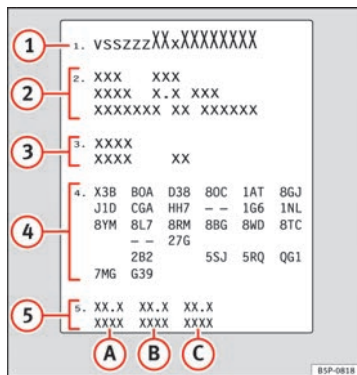 1 1. VSSZZZXXxXXXXXXXX
2. XXX XXX
2 XXXX X.X XXX
XXXXXXX XX XXXXXX
3. XXXX
3 XXXX XX
4. X3B B0A D38 80C 1AT 8GJ
J1D CGA HH7 -- 1G6 1NL
4 8YM 8L7 8RM 8BG 8WD 8TC
-- 27G
2B2 5SJ 5RQ QG1
7MG G39
5 5. XX.X XX.X XX.X
XXXX XXXX XXXX
A B C
B5P-0818